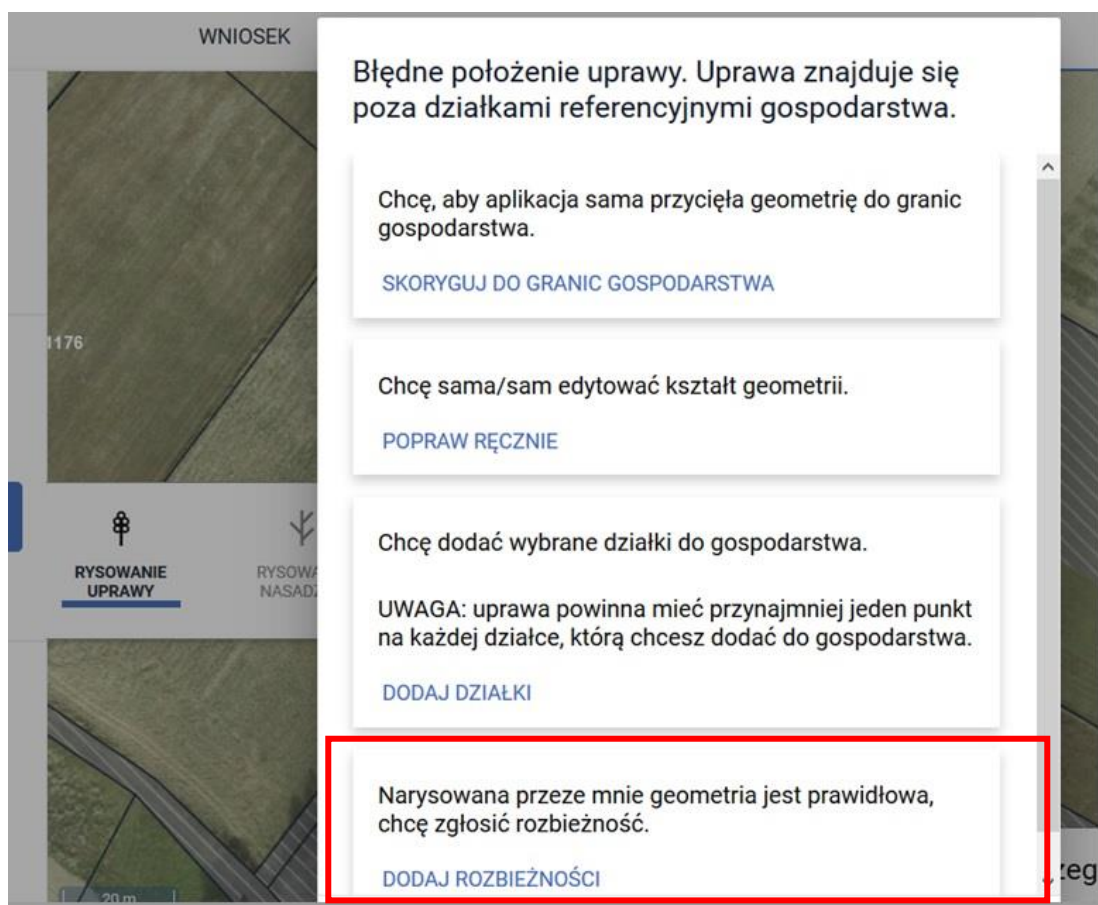 WNIOSEK
Błędne położenie uprawy. Uprawa znajduje się
poza działkami referencyjnymi gospodarstwa.
Chcę, aby aplikacja sama przycięła geometrię do granic
gospodarstwa.
SKORYGUJ DO GRANIC GOSPODARSTWA
1176
Chcę sama/sam edytować kształt geometrii.
POPRAW RĘCZNIE
RYSOWANIE
UPRAWY
RYSOWA
NASADZ
Chcę dodać wybrane działki do gospodarstwa.
UWAGA: uprawa powinna mieć przynajmniej jeden punkt
na każdej działce, którą chcesz dodać do gospodarstwa.
DODAJ DZIAŁKI
Narysowana przeze mnie geometria jest prawidłowa,
chcę zgłosić rozbieżność.
DODAJ ROZBIEŻNOŚCI
20 m
zeg